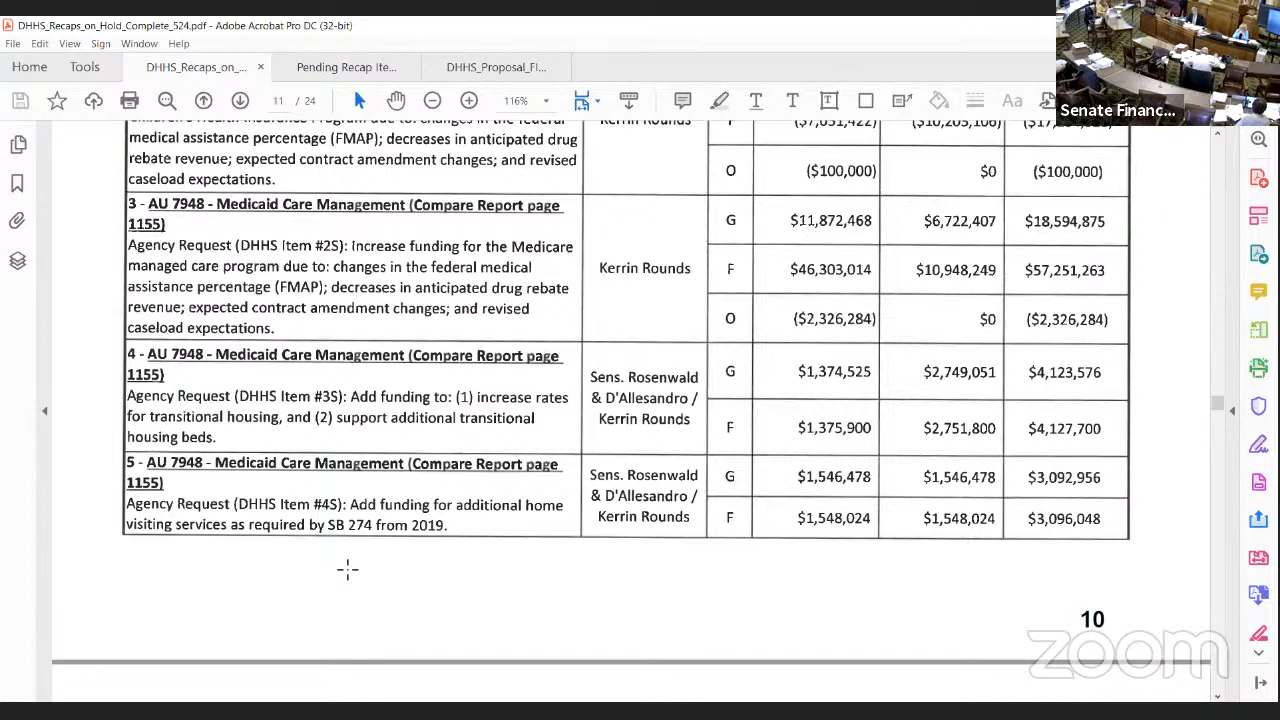 DHHS_Recaps_on_Hold_Complete_524.pdf - Adobe Acrobat Pro DC (32-bit)
File Edit View Sign Window Help
Home Tools DHHS_Recaps_on_... × Pending Recap Ite... DHHS_Proposal_Fl...
11 / 24 116%
Senate Financ...
medical assistance percentage (FMAP); decreases in anticipated drug
rebate revenue; expected contract amendment changes; and revised
caseload expectations.
Kerrin Rounds
O ($100,000) $0 ($100,000)
3 - AU 7948 - Medicaid Care Management (Compare Report page
1155)
Agency Request (DHHS Item #2S): Increase funding for the Medicare
managed care program due to: changes in the federal medical
assistance percentage (FMAP); decreases in anticipated drug rebate
revenue; expected contract amendment changes; and revised
caseload expectations.
Kerrin Rounds
G $11,872,468 $6,722,407 $18,594,875
F $46,303,014 $10,948,249 $57,251,263
O ($2,326,284) $0 ($2,326,284)
4 - AU 7948 - Medicaid Care Management (Compare Report page
1155)
Agency Request (DHHS Item #3S): Add funding to: (1) increase rates
for transitional housing, and (2) support additional transitional
housing beds.
Sens. Rosenwald
& D'Allesandro /
Kerrin Rounds
G $1,374,525 $2,749,051 $4,123,576
F $1,375,900 $2,751,800 $4,127,700
5 - AU 7948 - Medicaid Care Management (Compare Report page
1155)
Agency Request (DHHS Item #4S): Add funding for additional home
visiting services as required by SB 274 from 2019.
Sens. Rosenwald
& D'Allesandro /
Kerrin Rounds
G $1,546,478 $1,546,478 $3,092,956
F $1,548,024 $1,548,024 $3,096,048
10
zoom